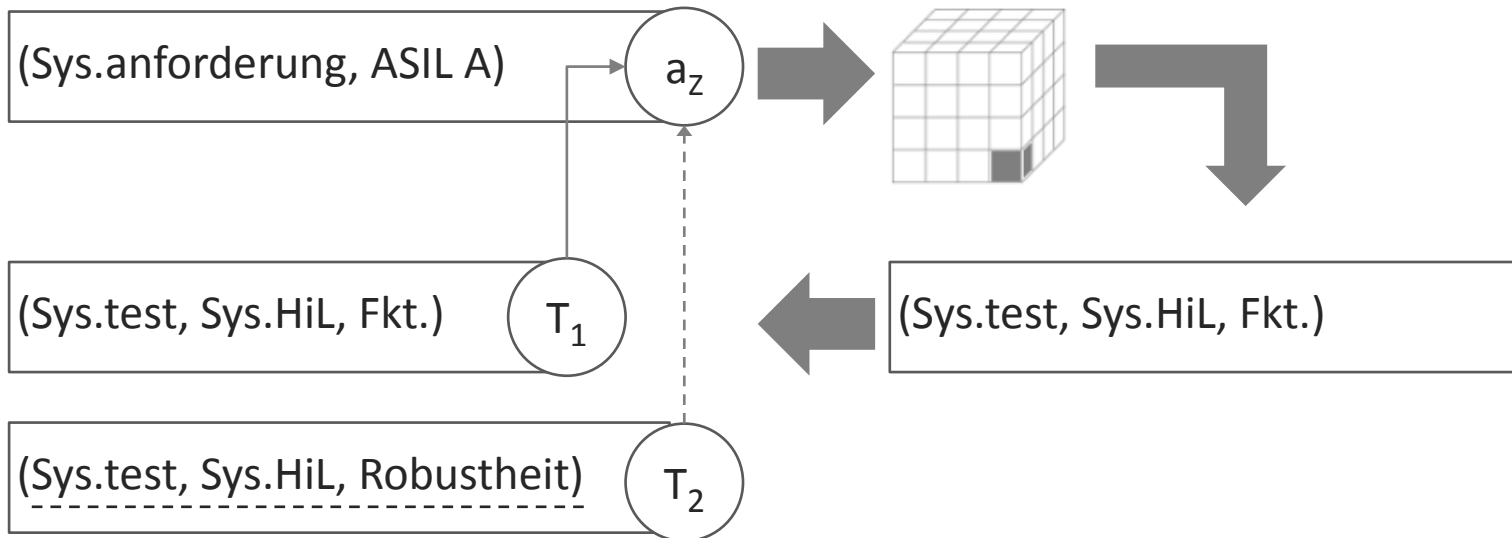 (Sys.anforderung, ASIL A)
a_Z
(Sys.test, Sys.HiL, Fkt.)
T_1
(Sys.test, Sys.HiL, Fkt.)
(Sys.test, Sys.HiL, Robustheit)
T_2